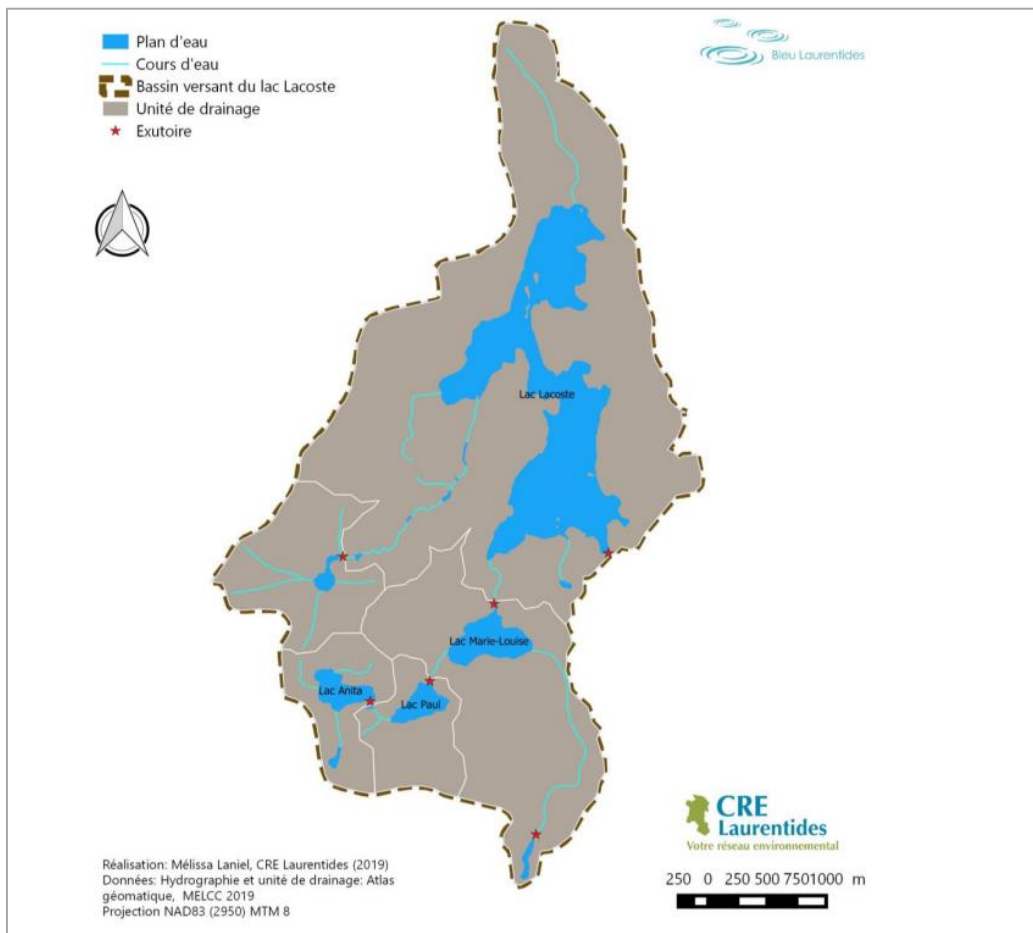 Plan d'eau
Cours d'eau
Bassin versant du lac Lacoste
Unité de drainage
Exutoire
Bleu Laurentides
Lac Lacoste
Lac Marie-Louise
Lac Anita
Lac Paul
CRE
Laurentides
Votre réseau environnemental
250 0 250 500 7501000 m
Réalisation: Mélissa Laniel, CRE Laurentides (2019)
Données: Hydrographie et unité de drainage: Atlas
géomatique, MELCC 2019
Projection NAD83 (2950) MTM 8